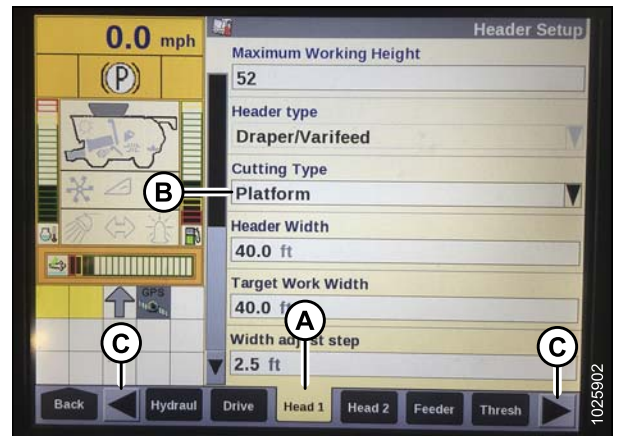 0.0 mph
Header Setup
(P)
Maximum Working Height
52
Header type
Draper/Varifeed
Cutting Type
B
Platform
Header Width
40.0 ft
Target Work Width
GPS
40.0 ft
A
C
C
Width adjust step
2.5 ft
Back
Hydraul
Drive
Head 1
Head 2
Feeder
Thresh
1025902